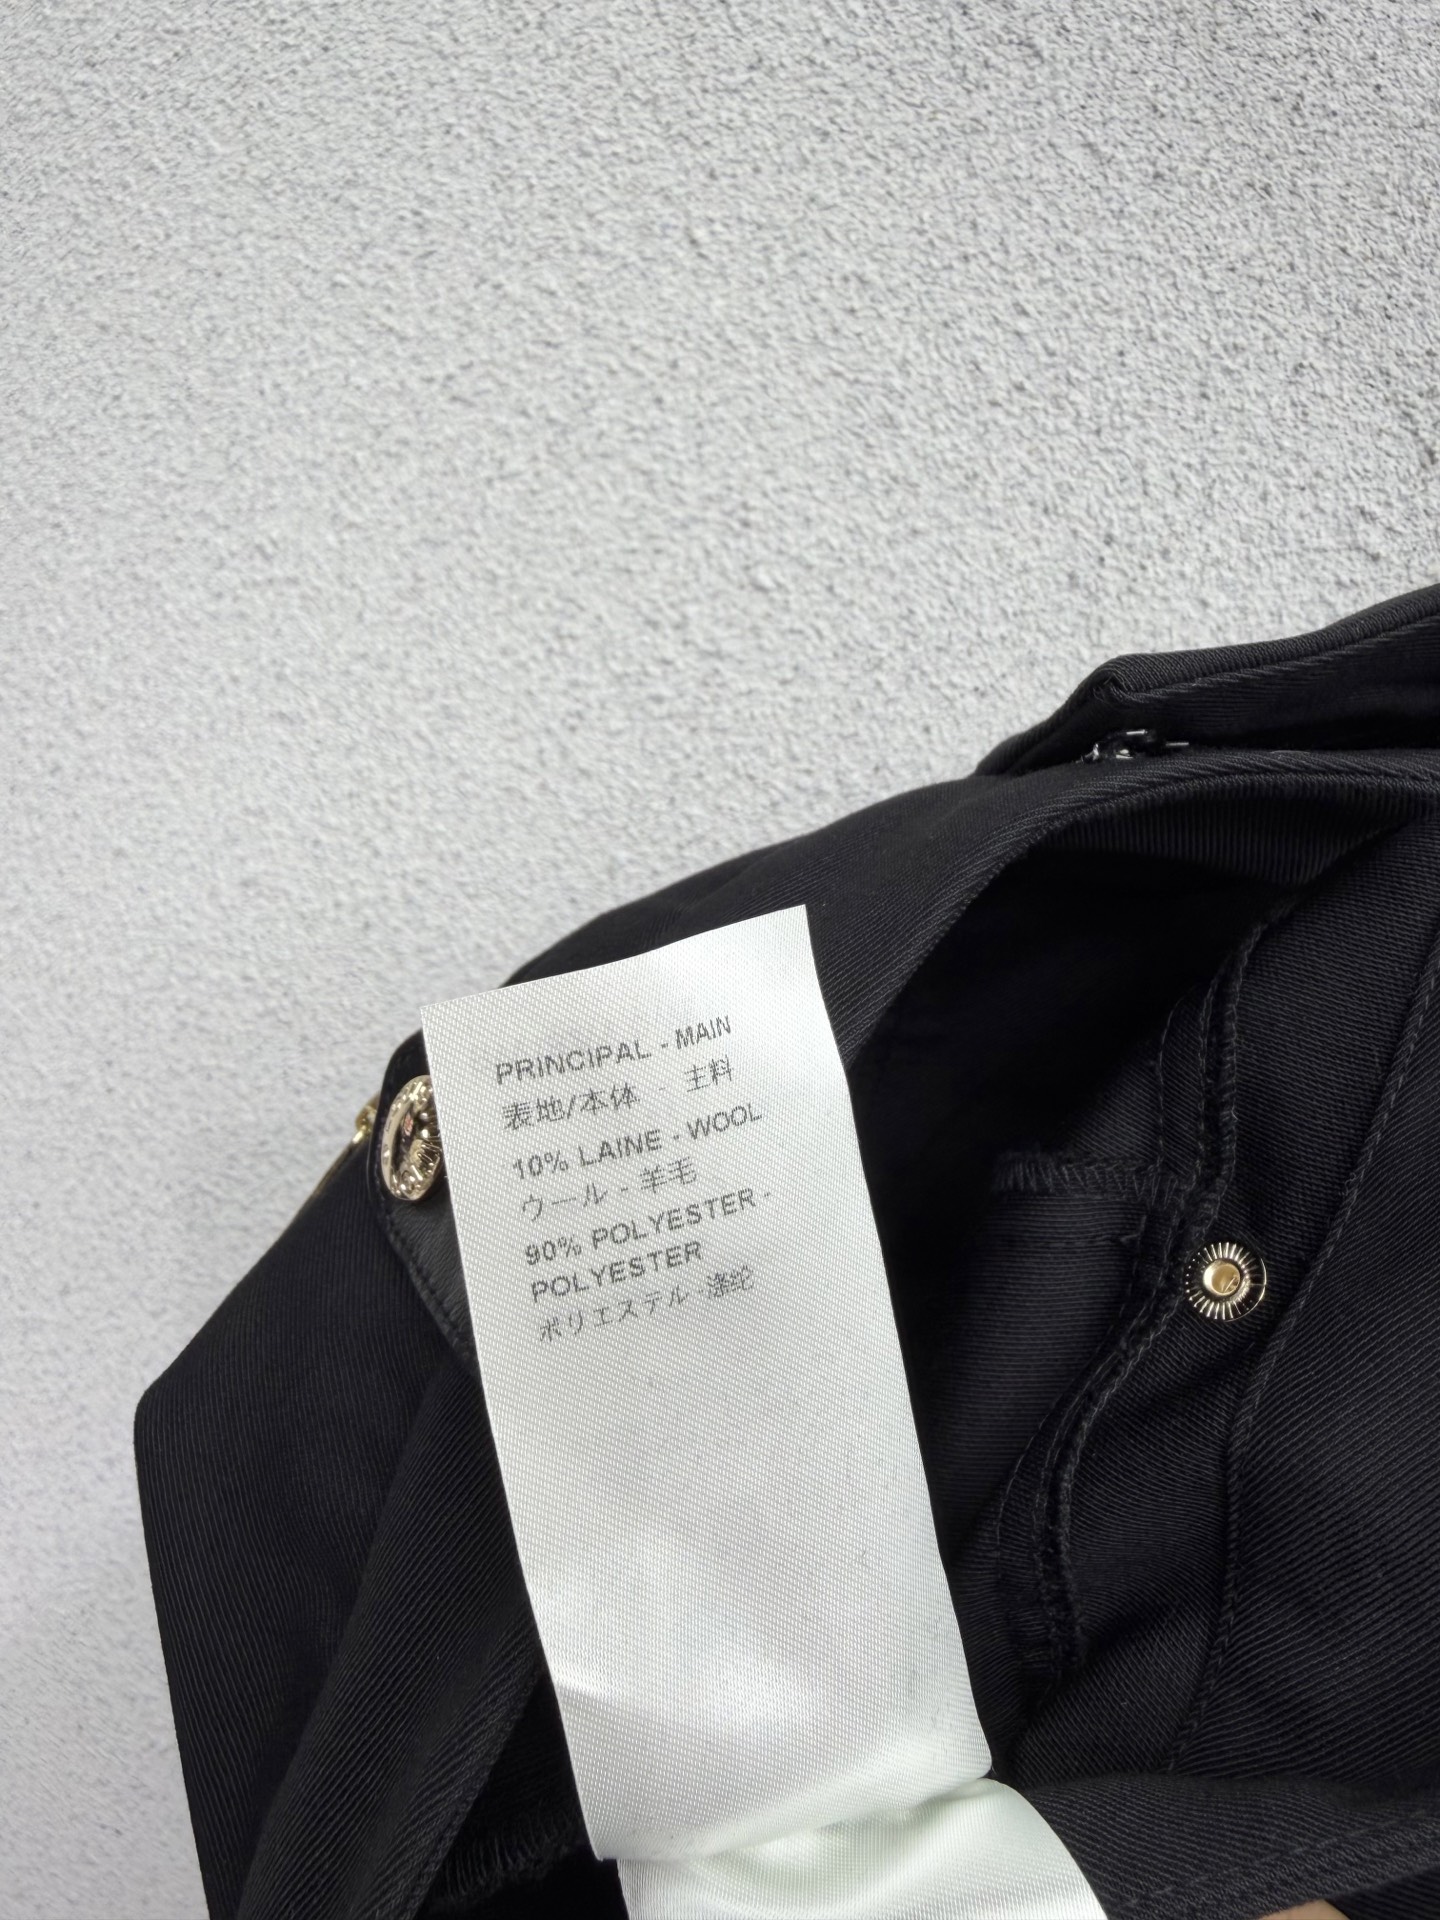 PRINCIPAL - MAIN
表地/本体 - 主料
10% LAINE - WOOL
ウール - 羊毛
90% POLYESTER -
POLYESTER
ポリエステル -涤纶